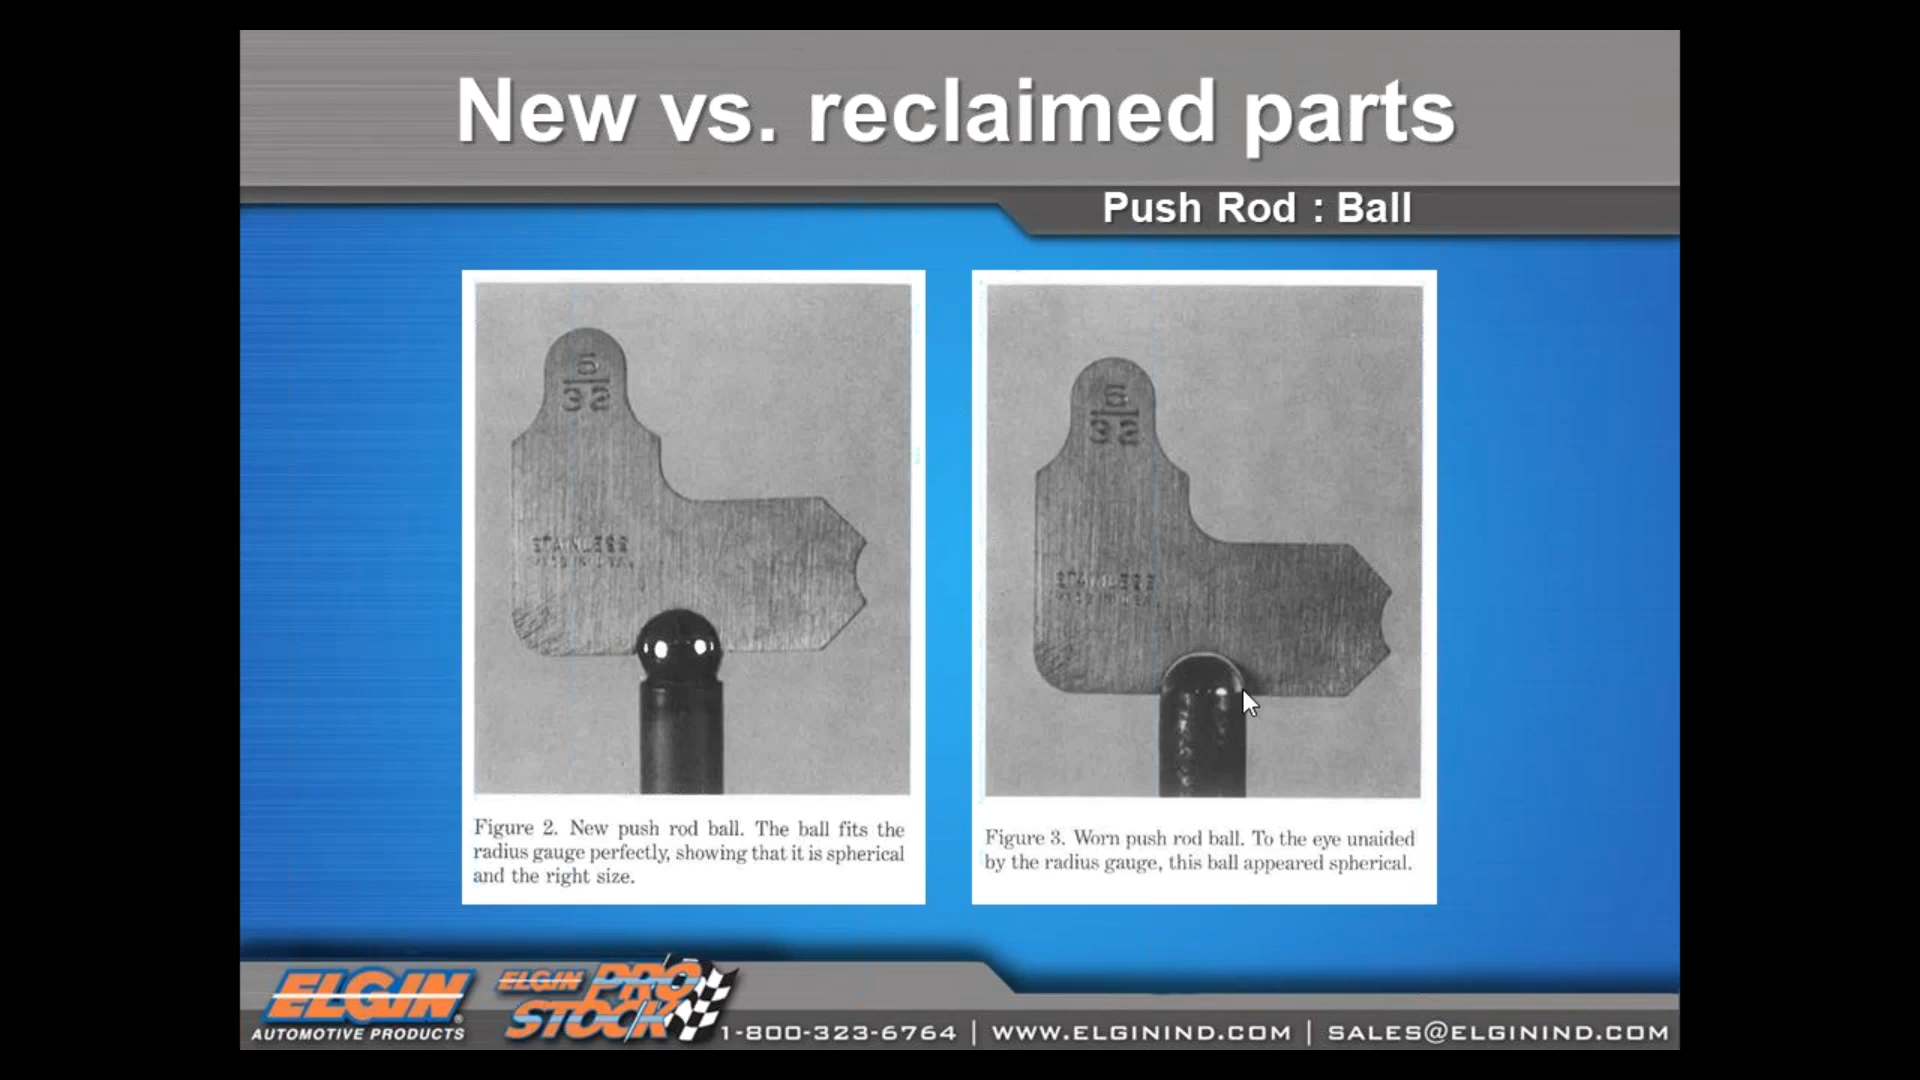 New vs. reclaimed parts
Push Rod : Ball
5
32
STAINLESS
Figure 2. New push rod ball. The ball fits the
radius gauge perfectly, showing that it is spherical
and the right size.
5
32
STAINLESS
Figure 3. Worn push rod ball. To the eye unaided
by the radius gauge, this ball appeared spherical.
ELGIN
AUTOMOTIVE PRODUCTS
ELGIN PRO
STOCK
1-800-323-6764 | WWW.ELGININD.COM | SALES@ELGININD.COM